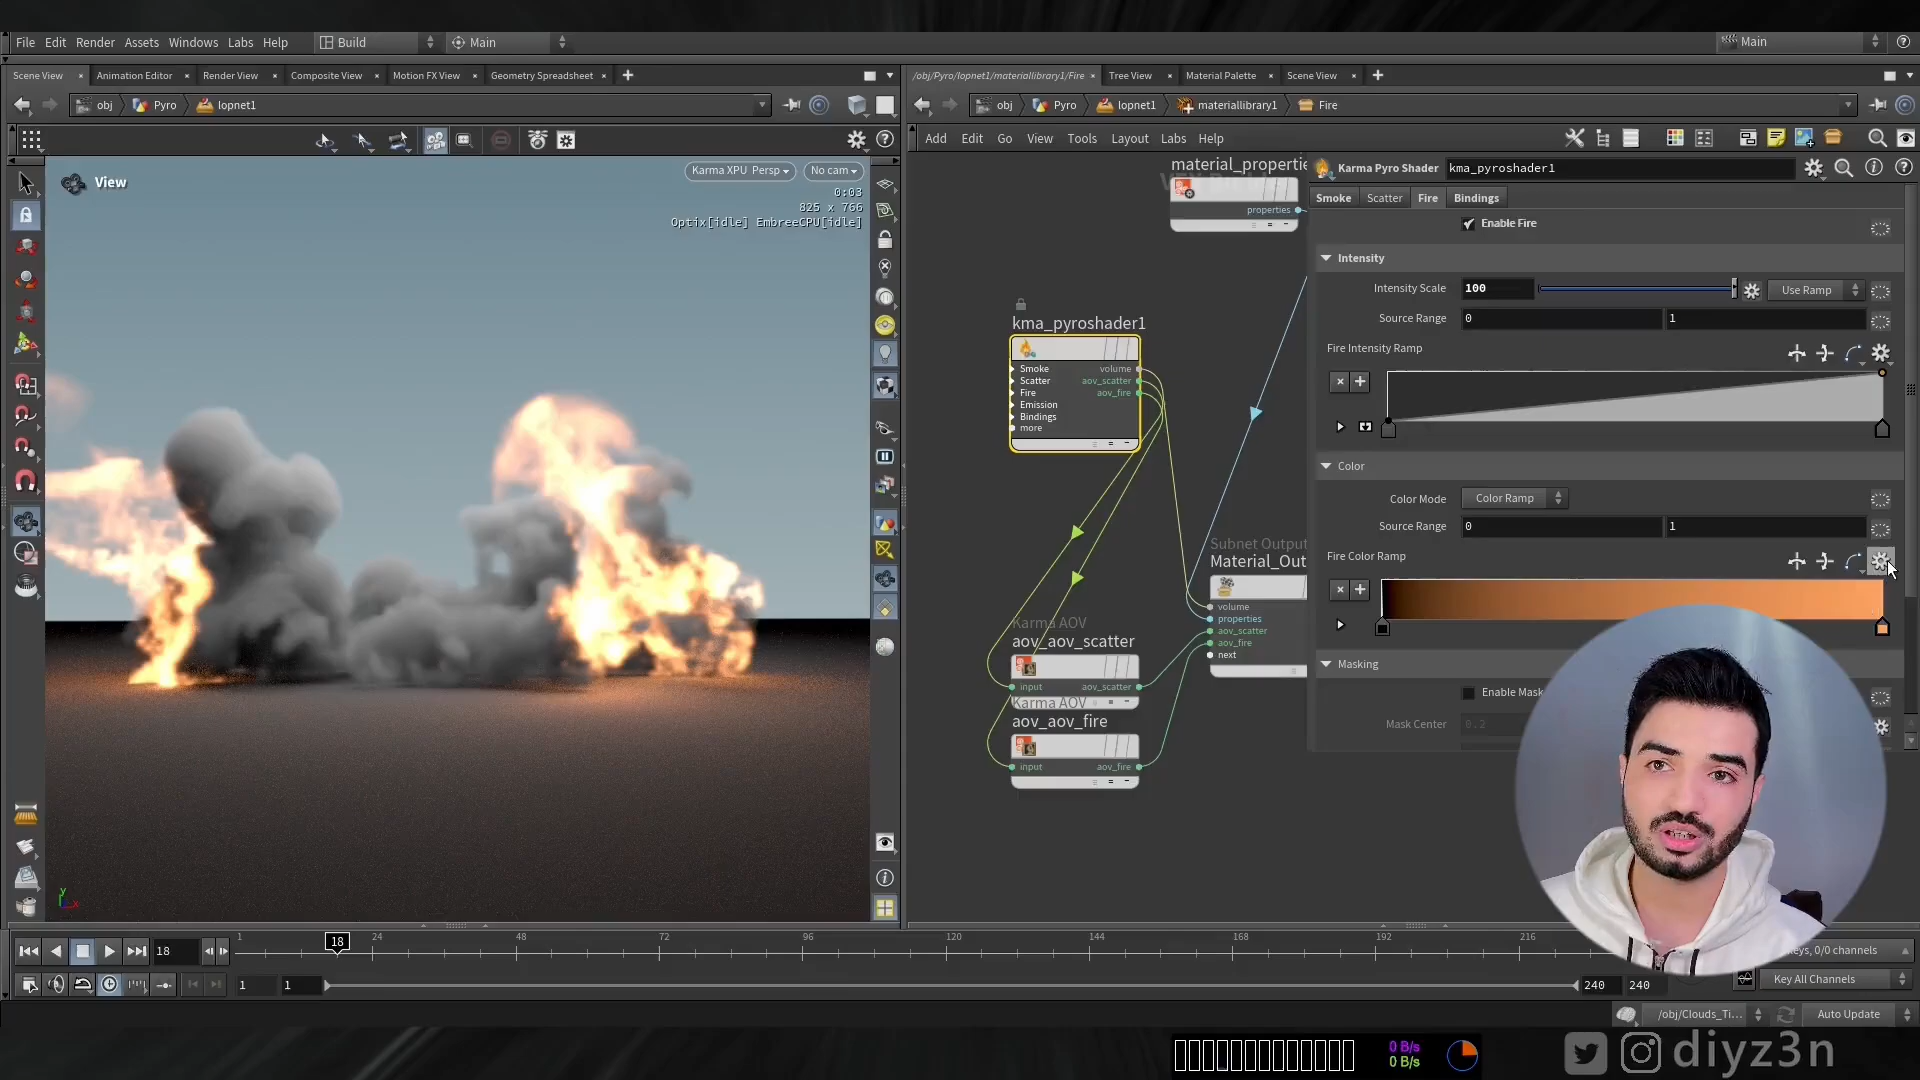 File Edit Render Assets Windows Labs Help Build Main Main
Scene View Animation Editor Render View Composite View Motion FX View Geometry Spreadsheet
/obj/Pyro/lopnet1/materiallibrary1/Fire Tree View Material Palette Scene View
obj Pyro lopnet1
obj Pyro lopnet1 materiallibrary1 Fire
Add Edit Go View Tools Layout Labs Help
View
Karma XPU Persp No cam
0:03
825 x 766
Optix[idle] EmbreeCPU[idle]
material_propertie
properties
kma_pyroshader1
Smoke volume
Scatter aov_scatter
Fire aov_fire
Emission
Bindings
more
Subnet Output
Material_Out
volume
properties
aov_scatter
aov_fire
next
Karma AOV
aov_aov_scatter
input aov_scatter
Karma AOV
aov_aov_fire
input aov_fire
Karma Pyro Shader kma_pyroshader1
Smoke Scatter Fire Bindings
Enable Fire
Intensity
Intensity Scale 100 Use Ramp
Source Range 0 1
Fire Intensity Ramp
Color
Color Mode Color Ramp
Source Range 0 1
Fire Color Ramp
Masking
Enable Mask
Mask Center 0.2
y
x
18
1 18 24 48 72 96 120 144 168 192 216
keys, 0/0 channels
1 1 240 240
Key All Channels
/obj/Clouds_Ti... Auto Update
0 B/s
0 B/s
diyz3n